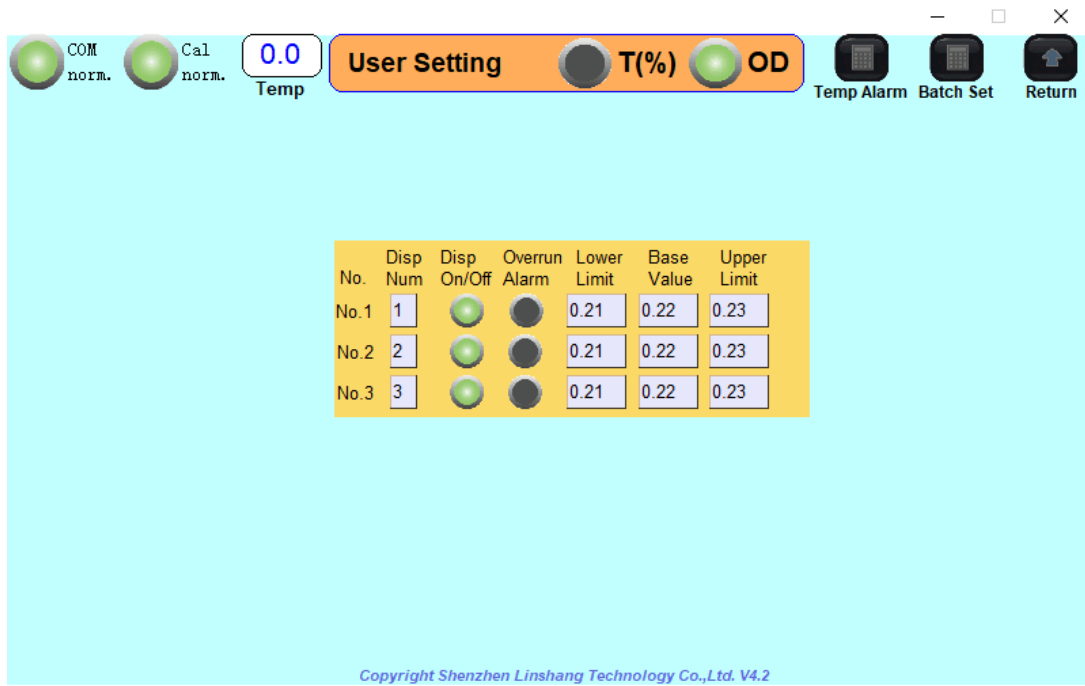 COM norm.
Cal norm.
0.0
Temp
User Setting T(%) OD
Temp Alarm Batch Set Return
No. Disp Num Disp On/Off Overrun Alarm Lower Limit Base Value Upper Limit
No.1 1 0.21 0.22 0.23
No.2 2 0.21 0.22 0.23
No.3 3 0.21 0.22 0.23
Copyright Shenzhen Linshang Technology Co.,Ltd. V4.2